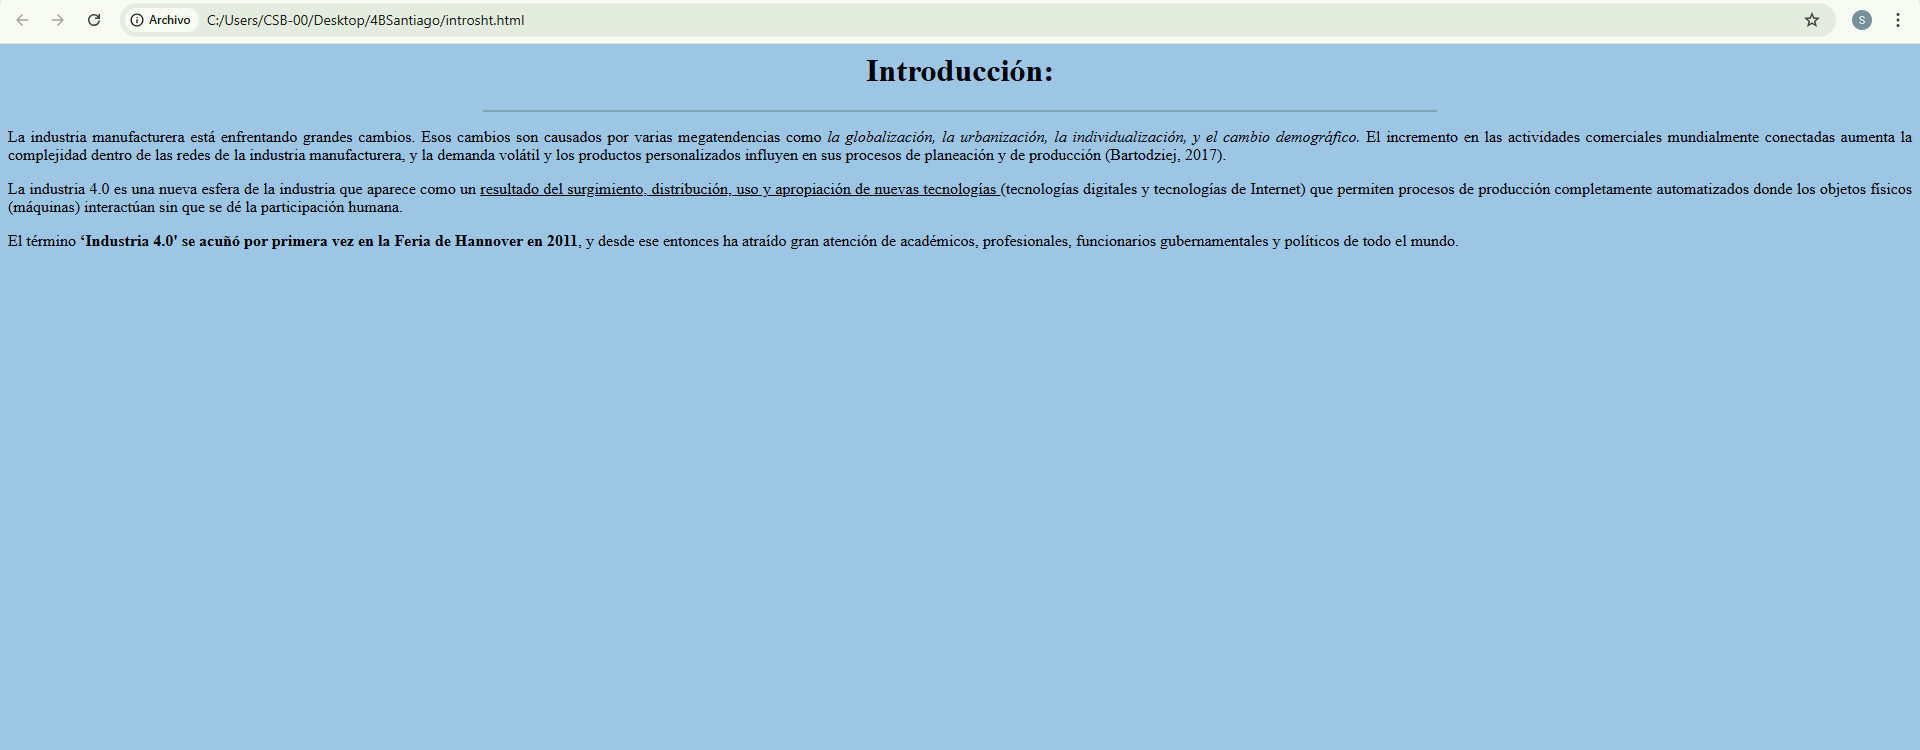 Archivo C:/Users/CSB-00/Desktop/4BSantiago/introsht.html S
Introducción:
La industria manufacturera está enfrentando grandes cambios. Esos cambios son causados por varias megatendencias como la globalización, la urbanización, la individualización, y el cambio demográfico. El incremento en las actividades comerciales mundialmente conectadas aumenta la
complejidad dentro de las redes de la industria manufacturera, y la demanda volátil y los productos personalizados influyen en sus procesos de planeación y de producción (Bartodziej, 2017).
La industria 4.0 es una nueva esfera de la industria que aparece como un resultado del surgimiento, distribución, uso y apropiación de nuevas tecnologías (tecnologías digitales y tecnologías de Internet) que permiten procesos de producción completamente automatizados donde los objetos físicos
(máquinas) interactúan sin que se dé la participación humana.
El término ‘Industria 4.0' se acuñó por primera vez en la Feria de Hannover en 2011, y desde ese entonces ha atraído gran atención de académicos, profesionales, funcionarios gubernamentales y políticos de todo el mundo.